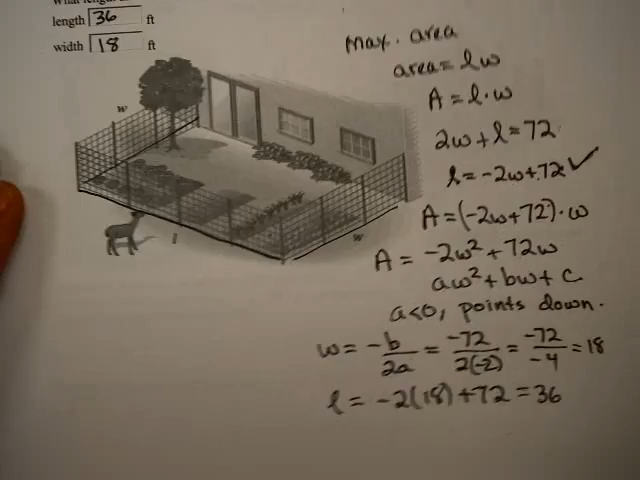 length 36 ft
width 18 ft
w
l
w
max. area
area = lw
A = l·w
2w + l = 72
l = -2w+72 ✓
A = (-2w+72)·w
A = -2w² + 72w
aw² + bw + c
a<0, points down.
w = -b/2a = -72/2(-2) = -72/-4 = 18
l = -2(18)+72 = 36